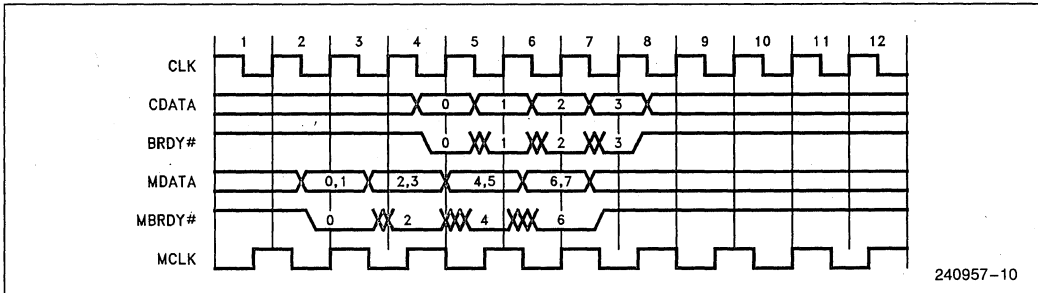 1 2 3 4 5 6 7 8 9 10 11 12
CLK
CDATA 0 1 2 3
BRDY# 0 1 2 3
MDATA 0,1 2,3 4,5 6,7
MBRDY# 0 2 4 6
MCLK
240957-10